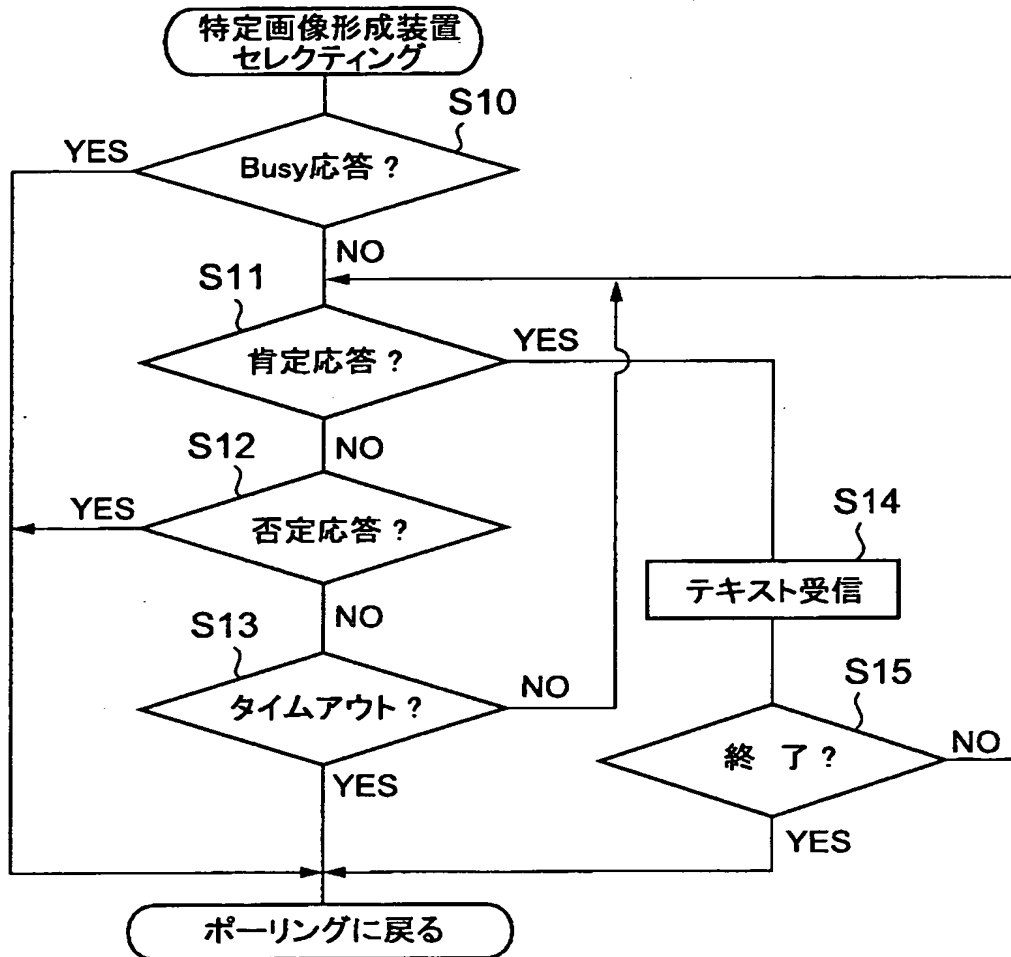 特定画像形成装置
セレクティング
S10
YES
Busy応答？
NO
S11
肯定応答？
YES
NO
S12
YES
否定応答？
S14
テキスト受信
NO
S13
タイムアウト？
NO
S15
終 了？
NO
YES
YES
ポーリングに戻る